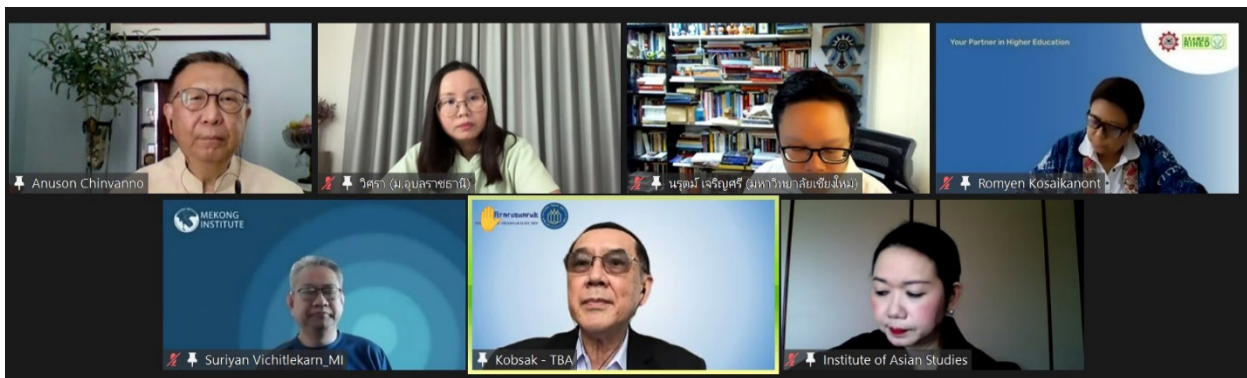 Anuson Chinvanno
วิศรา (ม.อุบลราชธานี)
นรุตม์ เจริญศรี (มหาวิทยาลัยเชียงใหม่)
Your Partner in Higher Education
RIHED
Romyen Kosaikanont
MEKONG
INSTITUTE
Suriyan Vichitlekarn_MI
Kobsak - TBA
Institute of Asian Studies